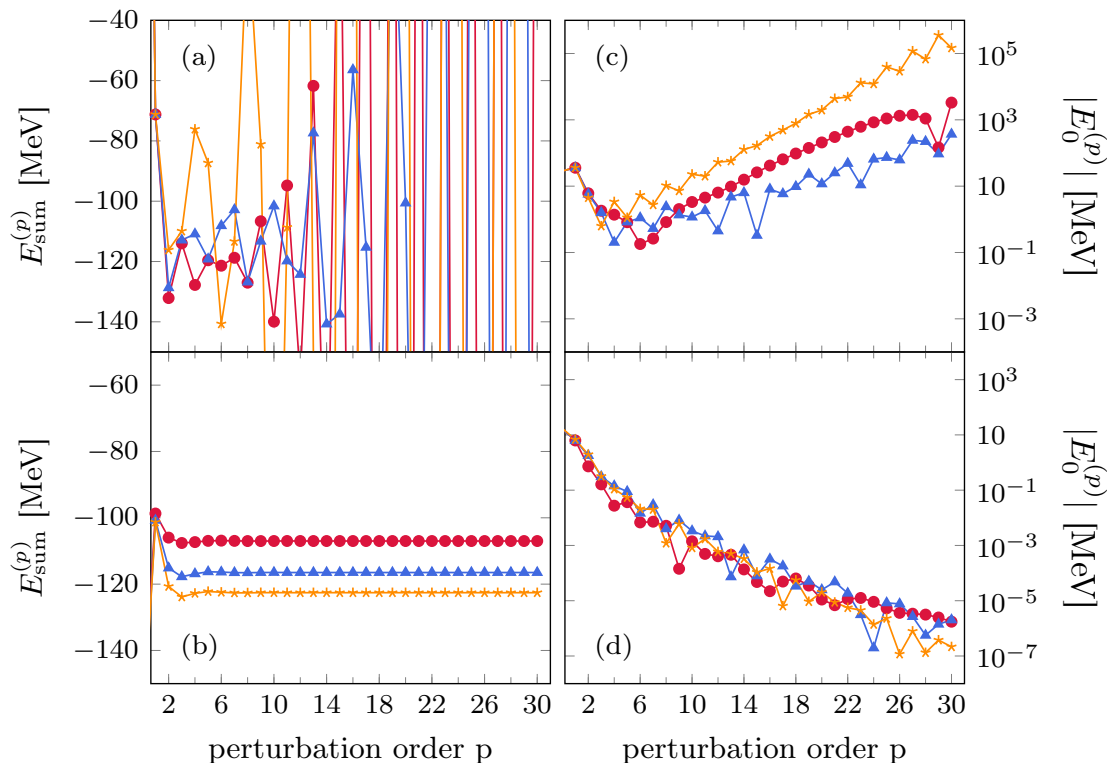 (a)
−40
−60
−80
−100
−120
−140
E_sum^(p) [MeV]
(c)
10^5
10^3
10
10^−1
10^−3
|E_0^(p)| [MeV]
(b)
−60
−80
−100
−120
−140
E_sum^(p) [MeV]
2 6 10 14 18 22 26 30
perturbation order p
(d)
10^3
10
10^−1
10^−3
10^−5
10^−7
|E_0^(p)| [MeV]
2 6 10 14 18 22 26 30
perturbation order p